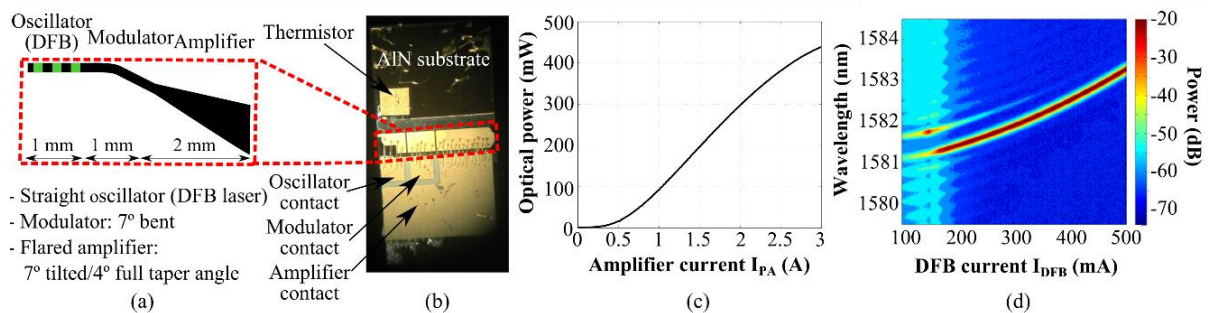 Oscillator
(DFB)
Modulator
Amplifier
1 mm
1 mm
2 mm
- Straight oscillator (DFB laser)
- Modulator: 7º bent
- Flared amplifier:
7º tilted/4º full taper angle
(a)
Thermistor
AlN substrate
Oscillator
contact
Modulator
contact
Amplifier
contact
(b)
Optical power (mW)
500
400
300
200
100
0
0
0.5
1
1.5
2
2.5
3
Amplifier current I_PA (A)
(c)
Wavelength (nm)
1584
1583
1582
1581
1580
100
200
300
400
500
DFB current I_DFB (mA)
-20
-30
-40
-50
-60
-70
Power (dB)
(d)